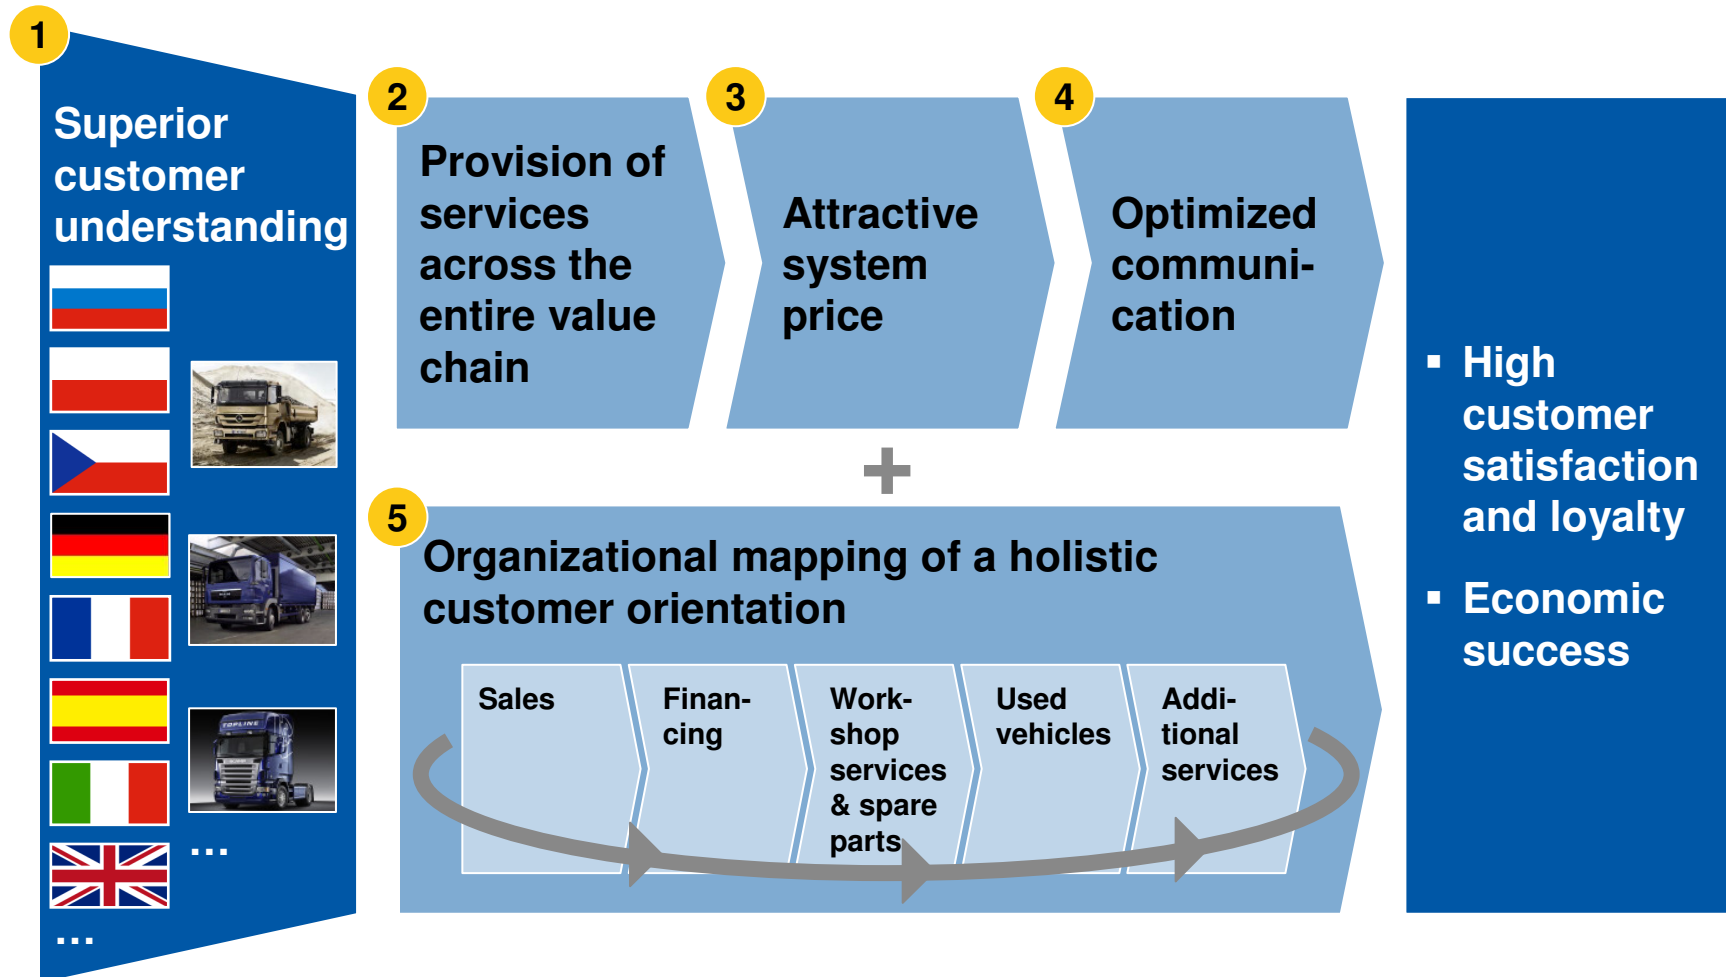 1
Superior
customer
understanding
...
...
2
Provision of
services
across the
entire value
chain
3
Attractive
system
price
4
Optimized
communi-
cation
+
5
Organizational mapping of a holistic
customer orientation
Sales
Finan-
cing
Work-
shop
services
& spare
parts
Used
vehicles
Addi-
tional
services
▪ High
customer
satisfaction
and loyalty
▪ Economic
success
TOPLINE